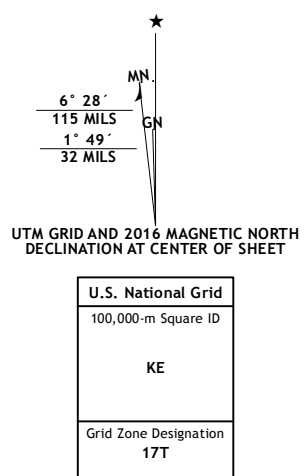 ★
MN.
6° 28´
115 MILS
GN
1° 49´
32 MILS
UTM GRID AND 2016 MAGNETIC NORTH
DECLINATION AT CENTER OF SHEET
U.S. National Grid
100,000-m Square ID
KE
Grid Zone Designation
17T